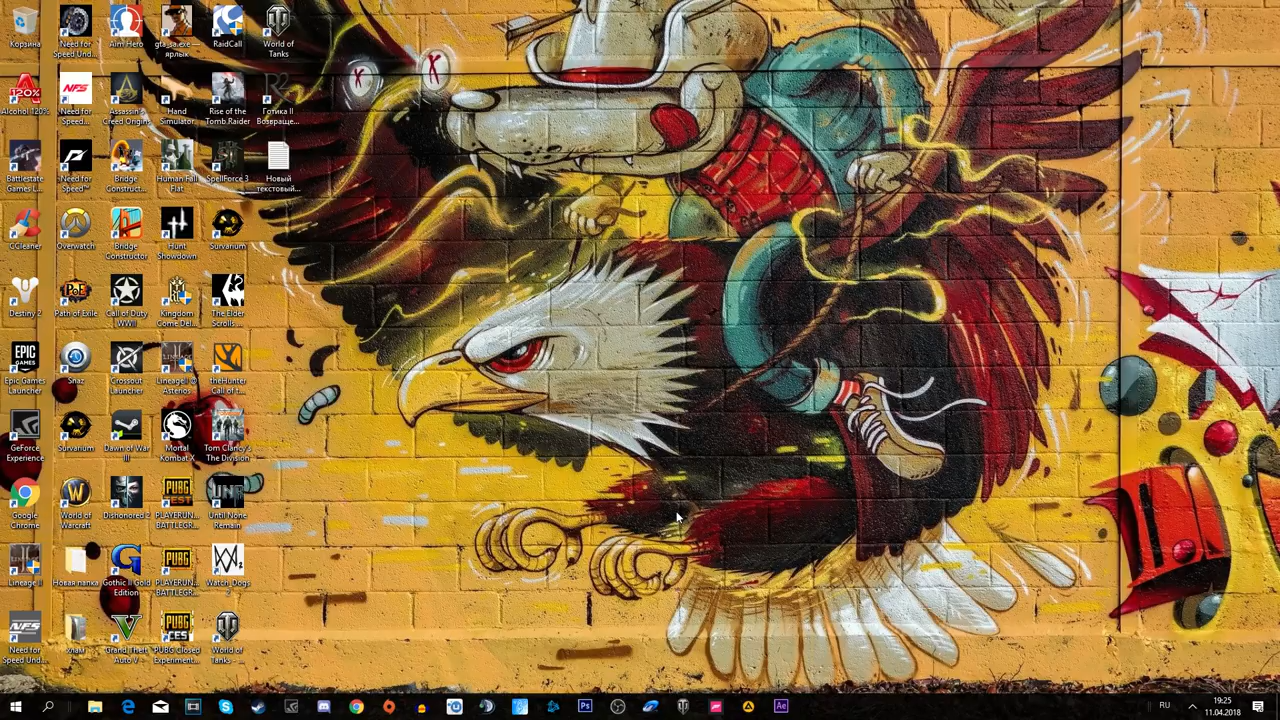 Корзина
Need for
Speed Und...
Aim Hero
gta_sa.exe —
ярлык
RaidCall
World of
Tanks
Alcohol 120%
Need for
Speed...
Assassin's
Creed Origins
Hand
Simulator
Rise of the
Tomb Raider
Готика II
Возвраще...
Battlestate
Games L...
Need for
Speed™
Bridge
Construct...
Human Fall
Flat
SpellForce 3
Новый
текстовый...
CCleaner
Overwatch
Bridge
Constructor
Hunt
Showdown
Survarium
Destiny 2
Path of Exile
Call of Duty
WWII
Kingdom
Come Del...
The Elder
Scrolls...
Epic Games
Launcher
Snaz
Crossout
Launcher
LineageII @
Asterios
theHunter
Call of t...
GeForce
Experience
Survarium
Dawn of War
III
Mortal
Kombat X
Tom Clancy's
The Division
Google
Chrome
World of
Warcraft
Dishonored 2
PLAYERUN...
BATTLEGR...
Until None
Remain
Lineage II
Новая папка
Gothic II Gold
Edition
PLAYERUN...
BATTLEGR...
Watch_Dogs
2
Need for
Speed Und...
хлам
Grand Theft
Auto V
PUBG Closed
Experiment...
World of
Tanks - ...
RU
19:25
11.04.2018